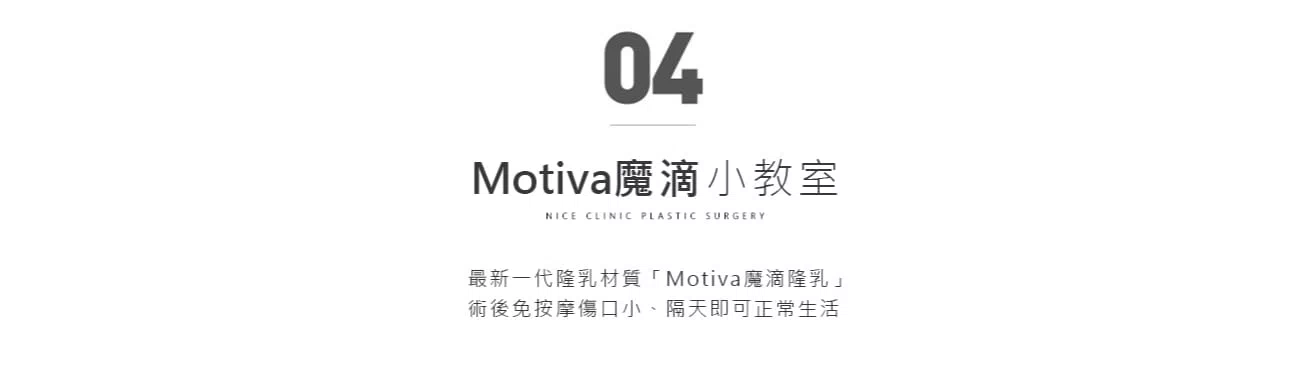 04
Motiva魔滴小教室
NICE CLINIC PLASTIC SURGERY
最新一代隆乳材質「Motiva魔滴隆乳」
術後免按摩傷口小、隔天即可正常生活